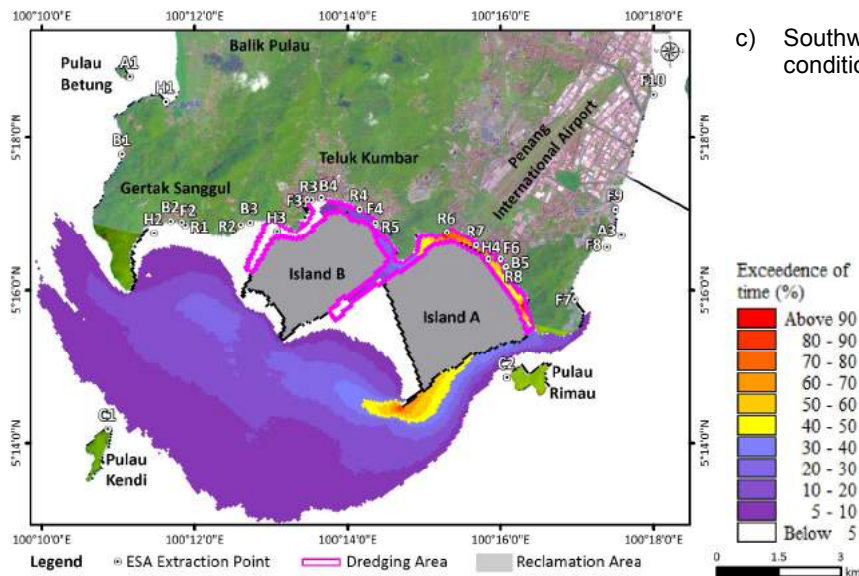 100°10'0"E 100°12'0"E 100°14'0"E 100°16'0"E 100°18'0"E
c) Southw
conditio
Balik Pulau
Pulau
Betung
A1
H1
F10
5°18'0"N
5°18'0"N
B1
Penang
International Airport
Teluk Kumbar
Gertak Sanggul
R3 B4
F3
R4
F4
R5
B2 F2
H2 R1
B3
R2
H3
R6
R7
H4 F6
B5
R8
F9
A3
F8
F7
5°16'0"N
5°16'0"N
Island B
Island A
C2
Pulau
Rimau
C1
Pulau
Kendi
5°14'0"N
5°14'0"N
100°10'0"E 100°12'0"E 100°14'0"E 100°16'0"E 100°18'0"E
Legend ESA Extraction Point Dredging Area Reclamation Area
Exceedence of
time (%)
Above 90
80 - 90
70 - 80
60 - 70
50 - 60
40 - 50
30 - 40
20 - 30
10 - 20
5 - 10
Below 5
0 1.5 3
km